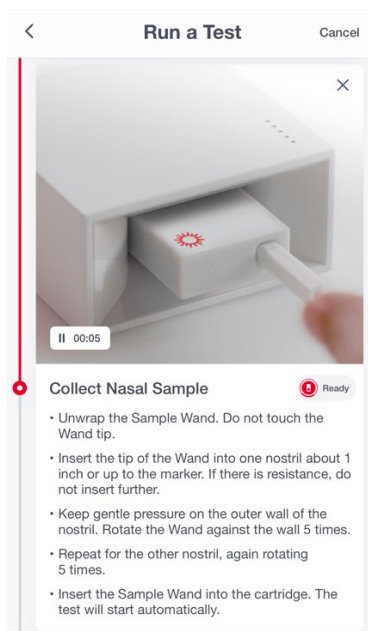 Run a Test
Cancel
00:05
Collect Nasal Sample
Ready
• Unwrap the Sample Wand. Do not touch the
Wand tip.
• Insert the tip of the Wand into one nostril about 1
inch or up to the marker. If there is resistance, do
not insert further.
• Keep gentle pressure on the outer wall of the
nostril. Rotate the Wand against the wall 5 times.
• Repeat for the other nostril, again rotating
5 times.
• Insert the Sample Wand into the cartridge. The
test will start automatically.